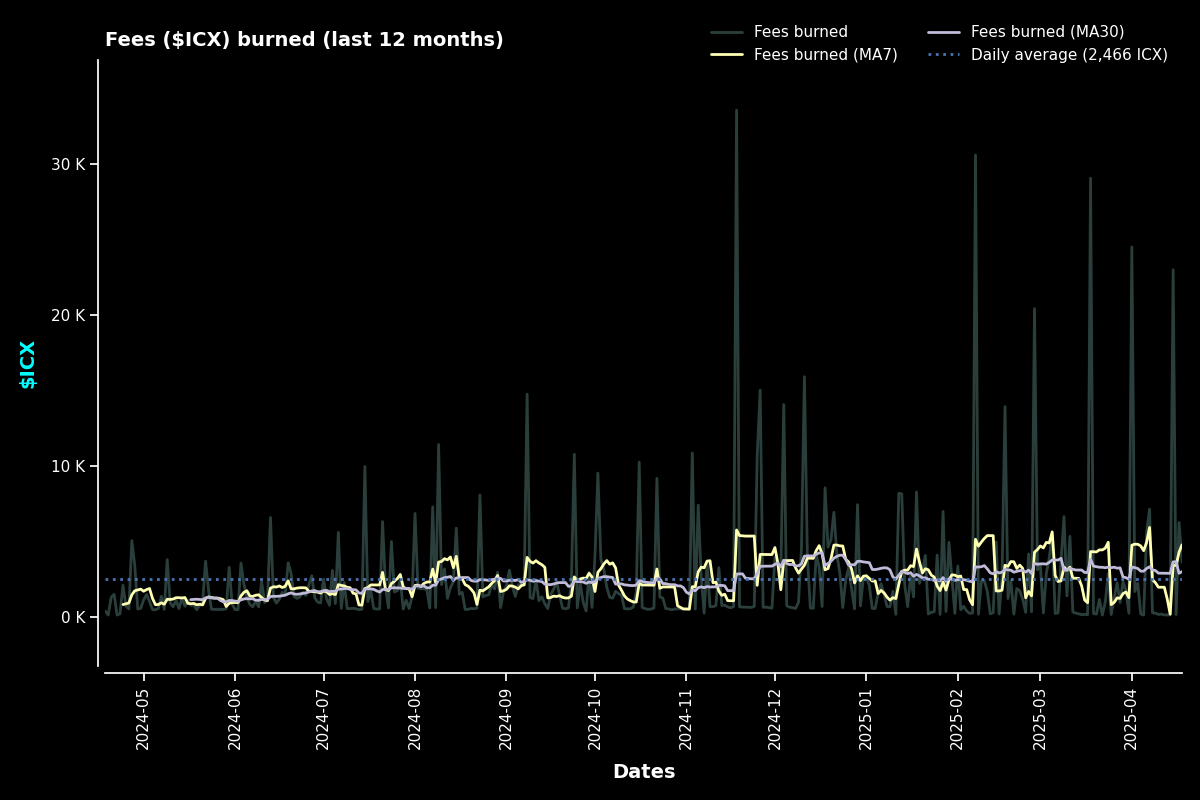 Fees ($ICX) burned (last 12 months)
Fees burned
Fees burned (MA7)
Fees burned (MA30)
Daily average (2,466 ICX)
30 K
20 K
10 K
0 K
$ICX
2024-05
2024-06
2024-07
2024-08
2024-09
2024-10
2024-11
2024-12
2025-01
2025-02
2025-03
2025-04
Dates